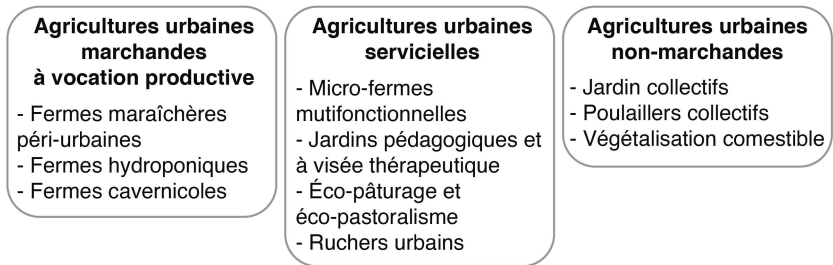 Agricultures urbaines
marchandes
à vocation productive
- Fermes maraîchères
péri-urbaines
- Fermes hydroponiques
- Fermes cavernicoles
Agricultures urbaines
servicielles
- Micro-fermes
mutifonctionnelles
- Jardins pédagogiques et
à visée thérapeutique
- Éco-pâturage et
éco-pastoralisme
- Ruchers urbains
Agricultures urbaines
non-marchandes
- Jardin collectifs
- Poulaillers collectifs
- Végétalisation comestible